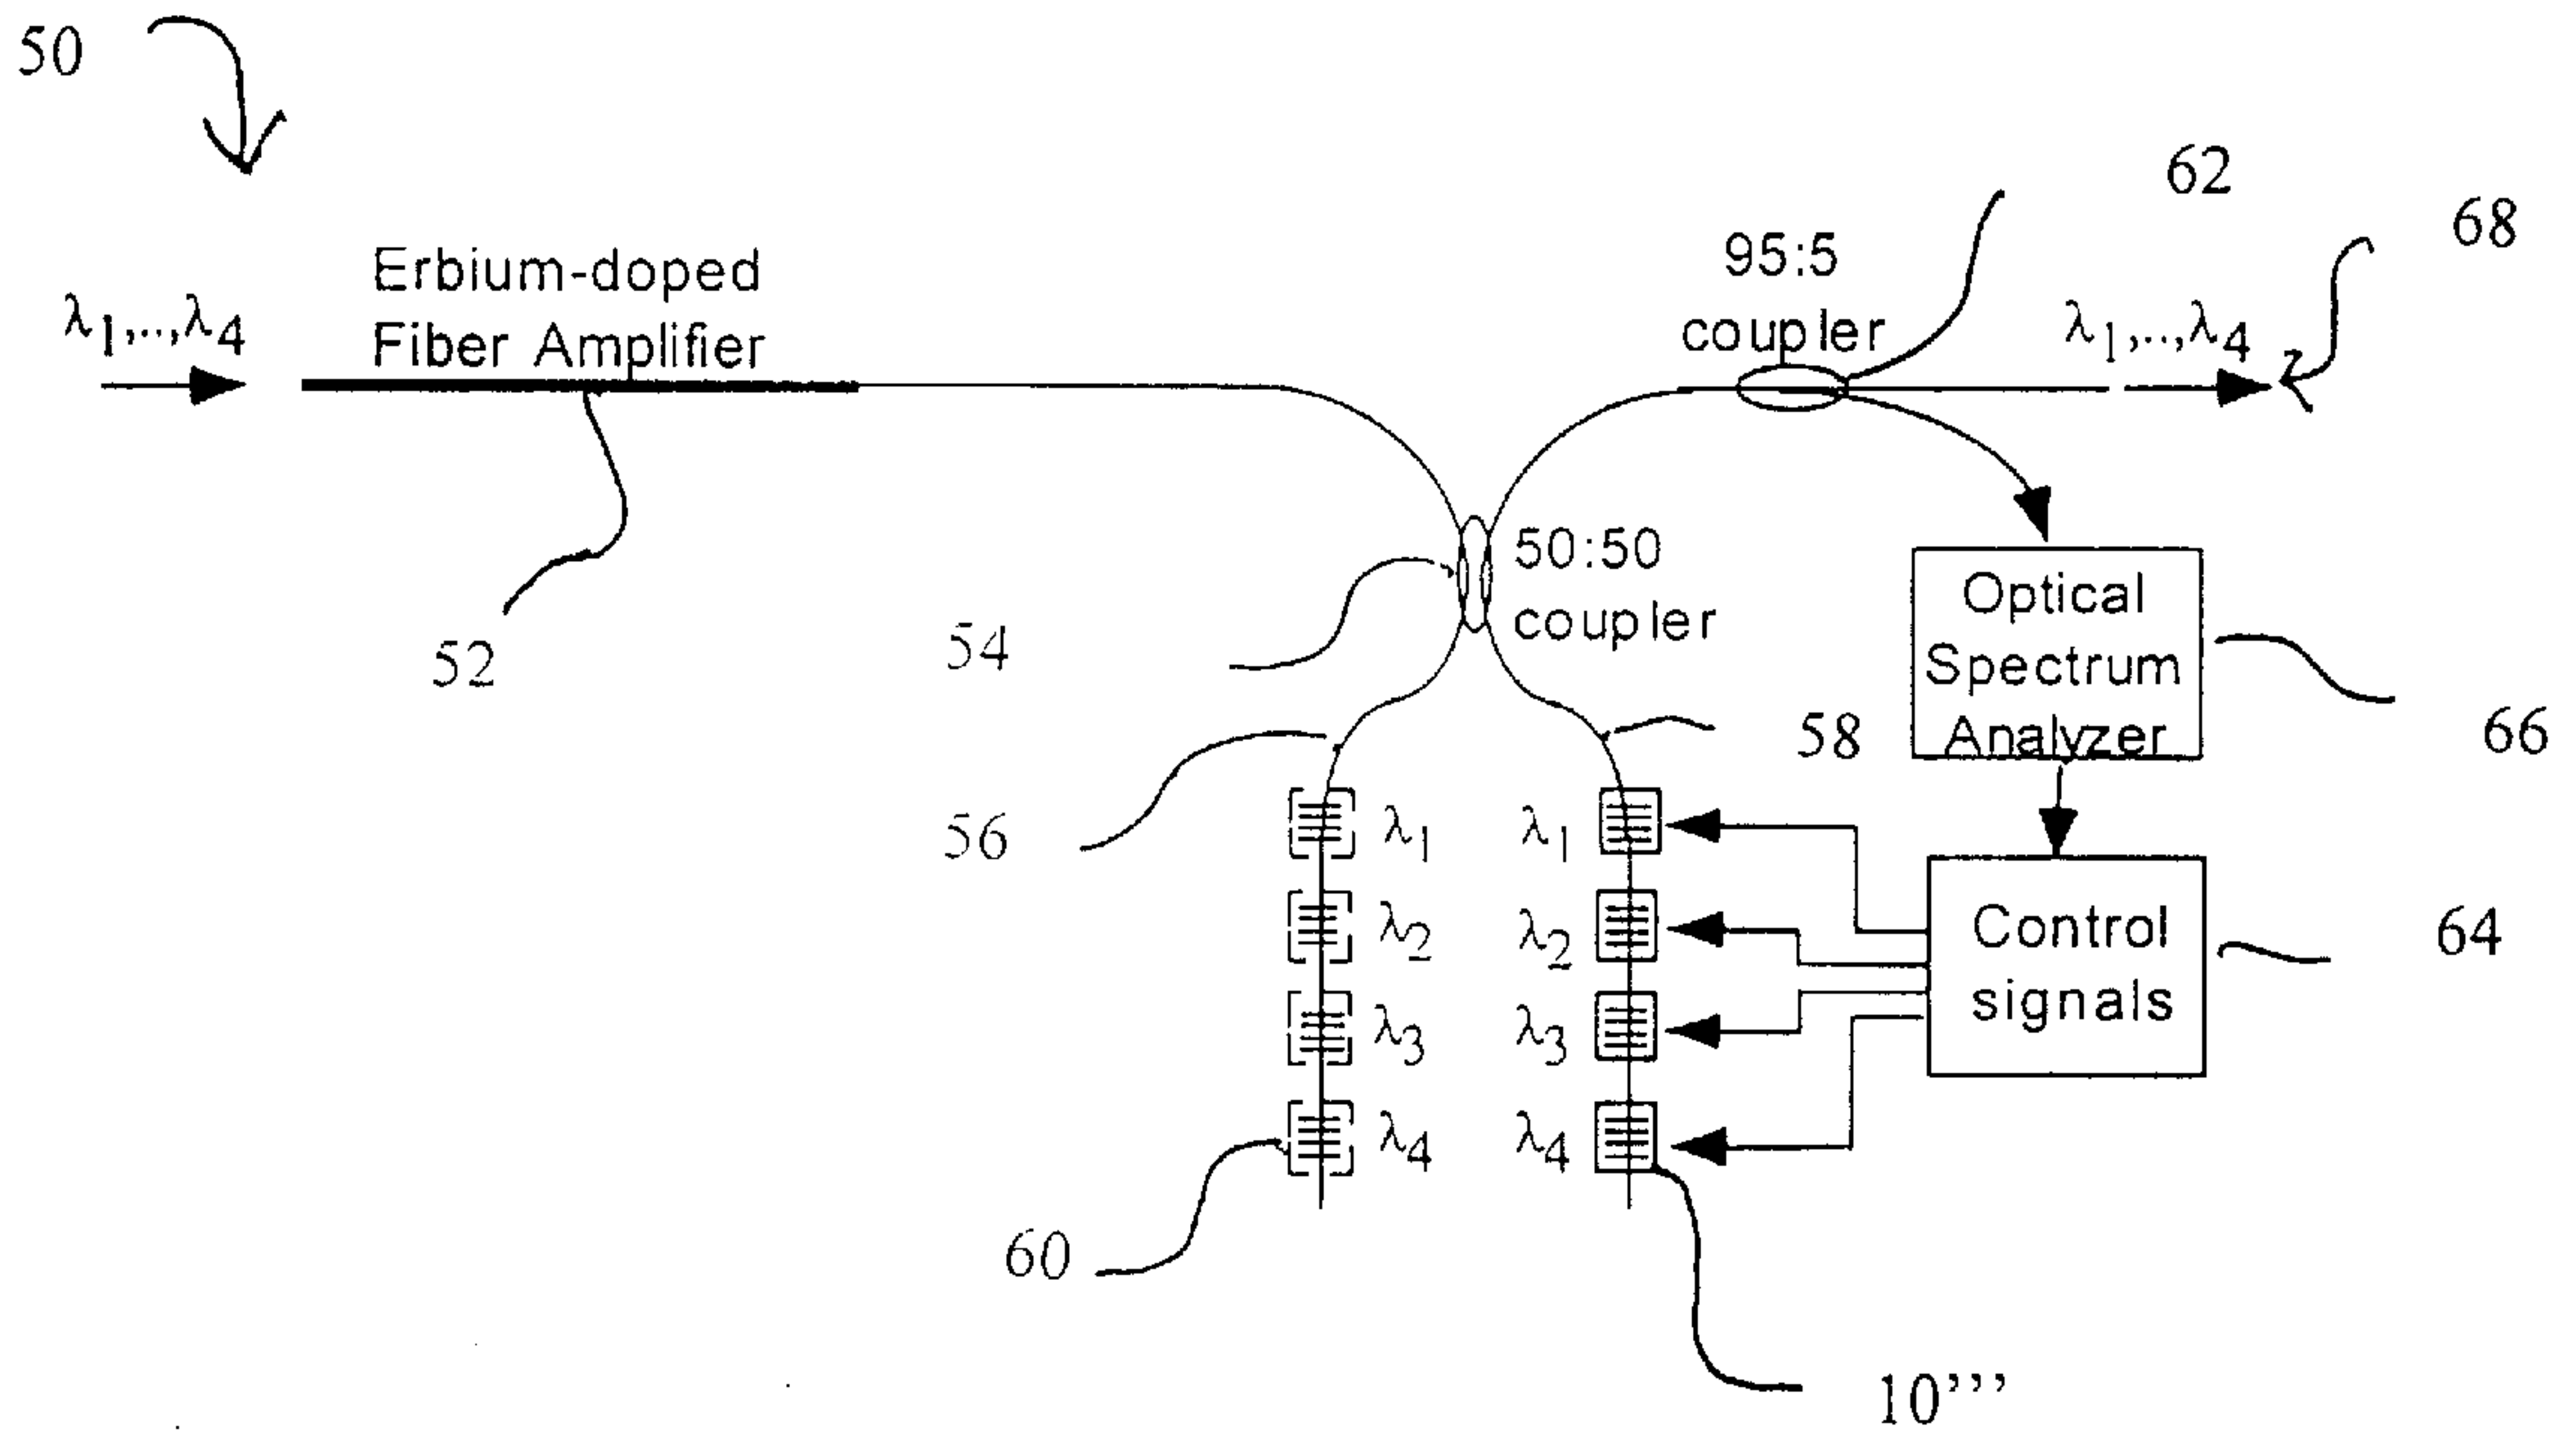 50
62
68
95:5
coupler
Erbium-doped
Fiber Amplifier
λ1,..,λ4
λ1,..,λ4
50:50
coupler
54
52
Optical
Spectrum
Analyzer
66
58
56
λ1
λ1
λ2
λ2
λ3
λ3
λ4
λ4
Control
signals
64
60
10’’’